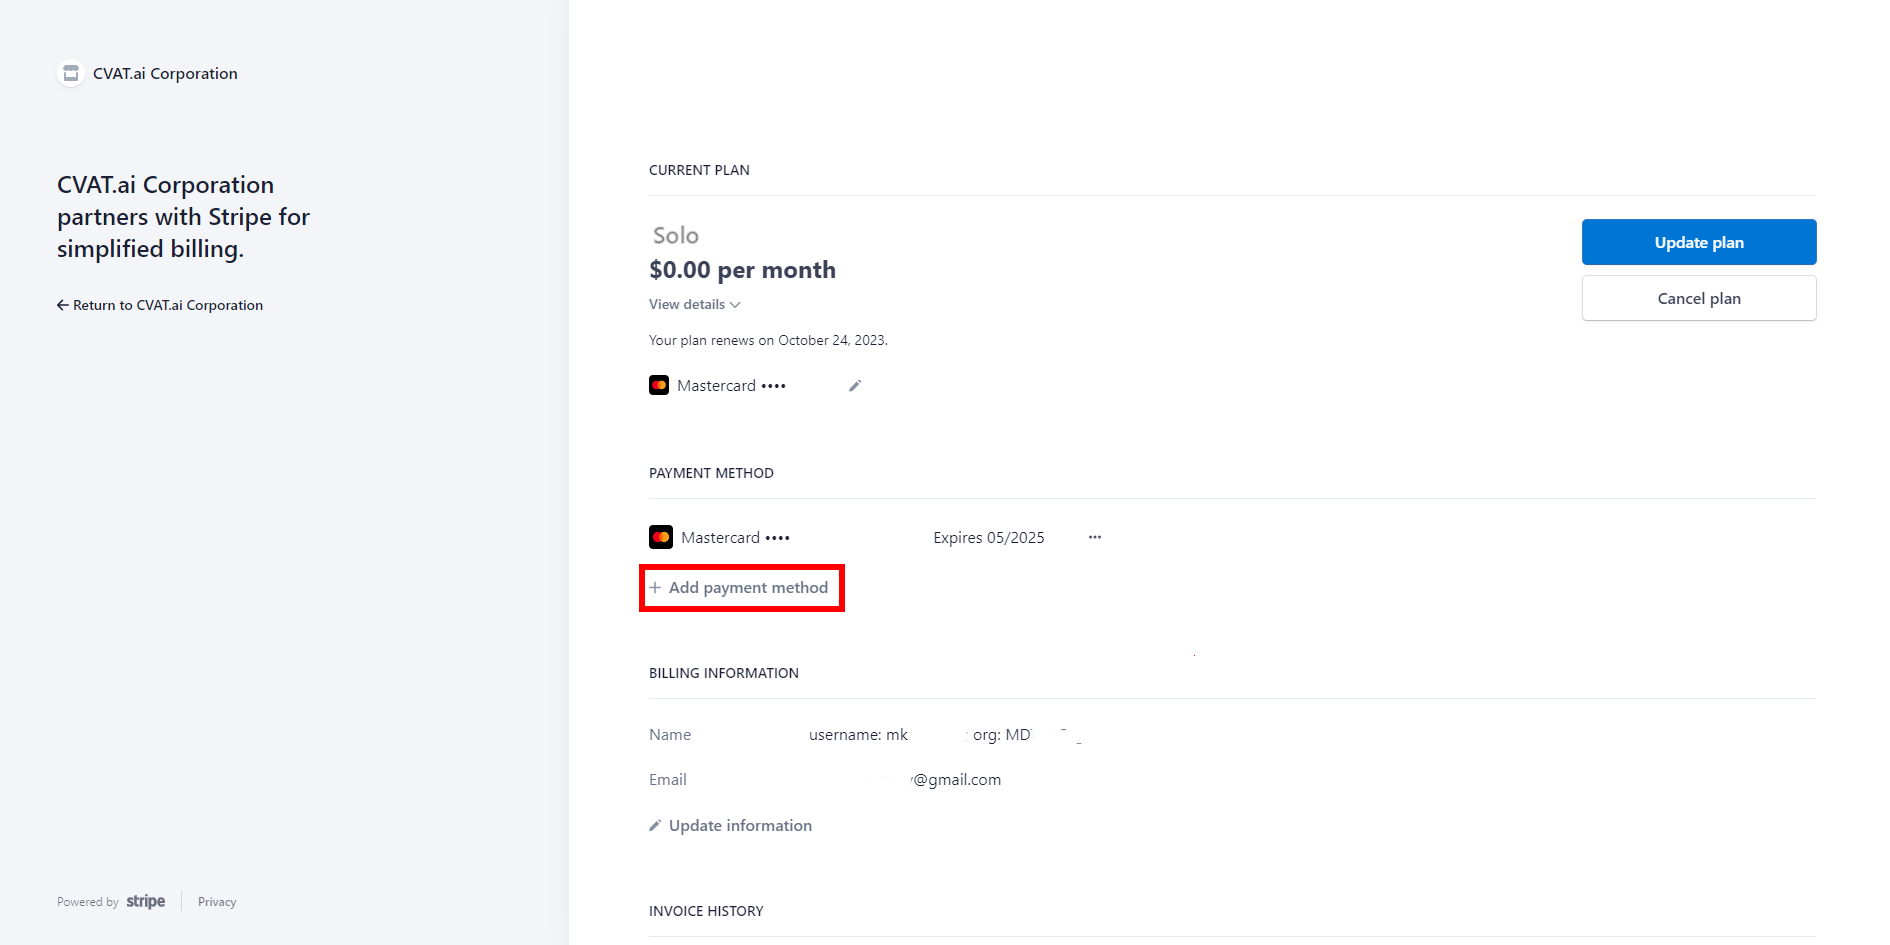 CVAT.ai Corporation
CVAT.ai Corporation
partners with Stripe for
simplified billing.
Return to CVAT.ai Corporation
Powered by stripe
Privacy
CURRENT PLAN
Solo
$0.00 per month
View details
Your plan renews on October 24, 2023.
Mastercard ••••
Update plan
Cancel plan
PAYMENT METHOD
Mastercard •••• Expires 05/2025 •••
+ Add payment method
BILLING INFORMATION
Name username: mk org: MD
Email @gmail.com
Update information
INVOICE HISTORY